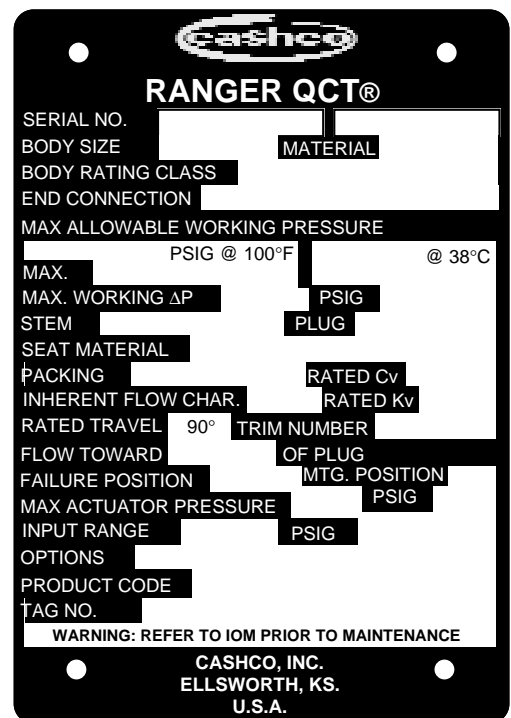 cashco
RANGER QCT®
SERIAL NO.
BODY SIZE MATERIAL
BODY RATING CLASS
END CONNECTION
MAX ALLOWABLE WORKING PRESSURE
PSIG @ 100°F @ 38°C
MAX.
MAX. WORKING ΔP PSIG
STEM PLUG
SEAT MATERIAL
PACKING RATED Cv
INHERENT FLOW CHAR. RATED Kv
RATED TRAVEL 90° TRIM NUMBER
FLOW TOWARD OF PLUG
FAILURE POSITION MTG. POSITION
MAX ACTUATOR PRESSURE PSIG
INPUT RANGE PSIG
OPTIONS
PRODUCT CODE
TAG NO.
WARNING: REFER TO IOM PRIOR TO MAINTENANCE
CASHCO, INC.
ELLSWORTH, KS.
U.S.A.